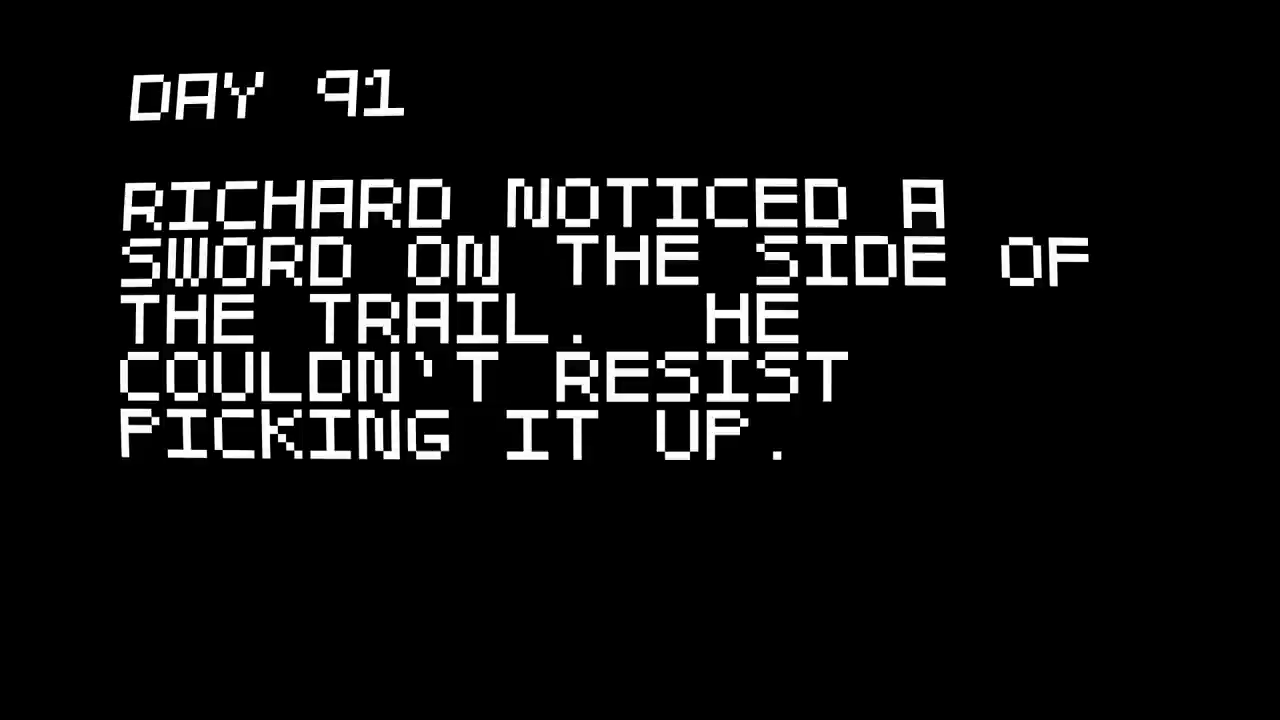 DAY 91
RICHARD NOTICED A
SWORD ON THE SIDE OF
THE TRAIL.  HE
COULDN'T RESIST
PICKING IT UP.